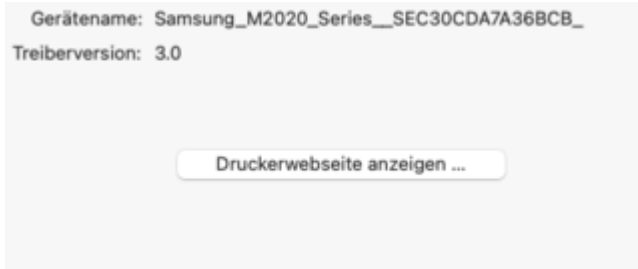 Gerätename: Samsung_M2020_Series__SEC30CDA7A36BCB_
Treiberversion: 3.0
Druckerwebseite anzeigen ...